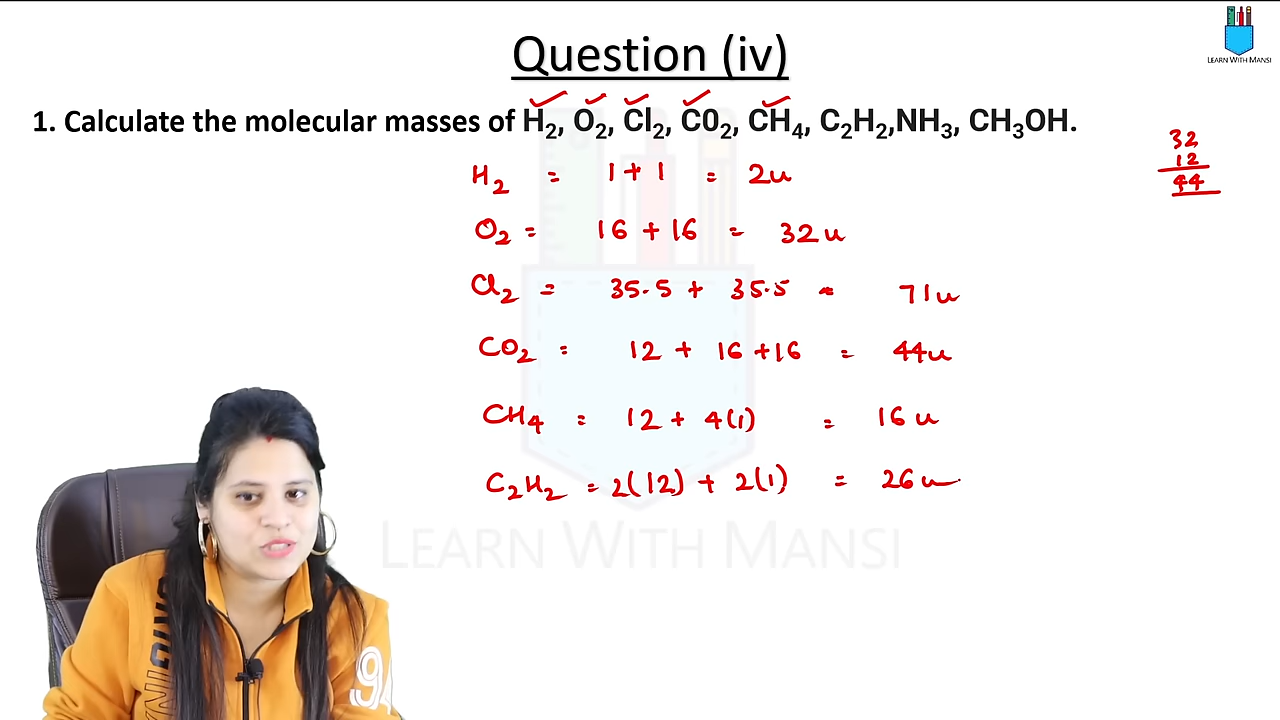 Question (iv)
LEARN WITH MANSI
1. Calculate the molecular masses of H₂, O₂, Cl₂, C0₂, CH₄, C₂H₂,NH₃, CH₃OH.
32
12
44
H₂ = 1 + 1 = 2u
O₂ = 16 + 16 = 32u
Cl₂ = 35.5 + 35.5 = 71u
CO₂ = 12 + 16 + 16 = 44u
CH₄ = 12 + 4(1) = 16u
C₂H₂ = 2(12) + 2(1) = 26u
LEARN WITH MANSI
94